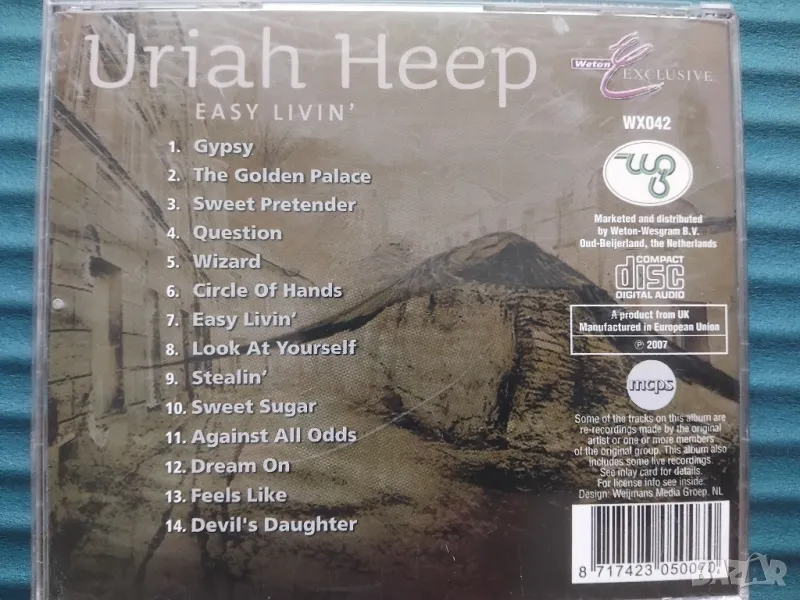 Uriah Heep
EASY LIVIN'
1. Gypsy
2. The Golden Palace
3. Sweet Pretender
4. Question
5. Wizard
6. Circle Of Hands
7. Easy Livin'
8. Look At Yourself
9. Stealin'
10. Sweet Sugar
11. Against All Odds
12. Dream On
13. Feels Like
14. Devil's Daughter
Weton
EXCLUSIVE
WX042
wg
Marketed and distributed
by Weton-Wesgram B.V.
Oud-Beijerland, the Netherlands
COMPACT
disc
DIGITAL AUDIO
A product from UK
Manufactured in European Union
℗ 2007
mcps
Some of the tracks on this album are
re-recordings made by the original
artist or one or more members
of the original group. This album also
includes some live recordings.
See inlay card for details.
For license info see inside.
Design: Weijmans Media Groep. NL
8 717423 050070
BAZAR